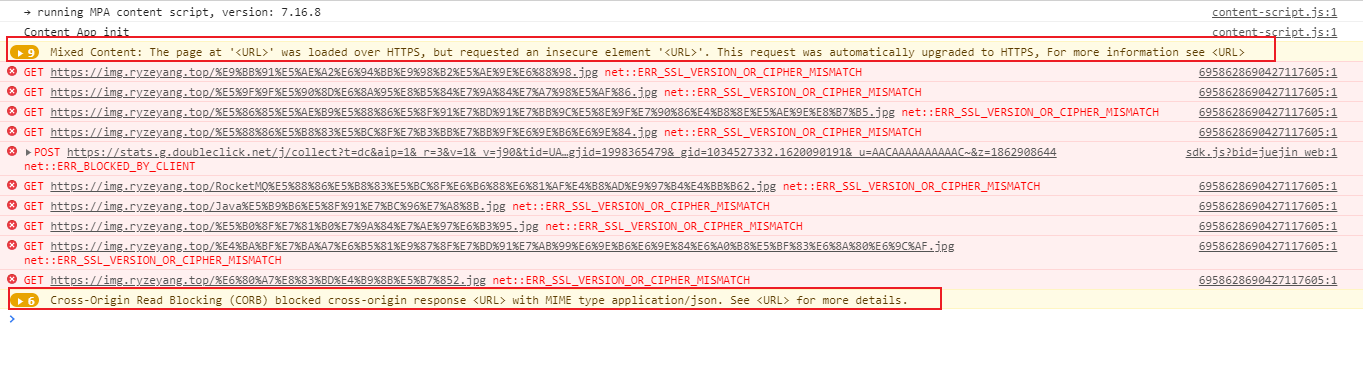 → running MPA content script, version: 7.16.8 content-script.js:1
Content App init content-script.js:1
9 Mixed Content: The page at '<URL>' was loaded over HTTPS, but requested an insecure element '<URL>'. This request was automatically upgraded to HTTPS, For more information see <URL>
GET https://img.ryzeyang.top/%E9%BB%91%E5%AE%A2%E6%94%BB%E9%98%B2%E5%AE%9E%E6%88%98.jpg net::ERR_SSL_VERSION_OR_CIPHER_MISMATCH 6958628690427117605:1
GET https://img.ryzeyang.top/%E5%9F%9F%E5%90%8D%E6%8A%95%E8%B5%84%E7%9A%84%E7%A7%98%E5%AF%86.jpg net::ERR_SSL_VERSION_OR_CIPHER_MISMATCH 6958628690427117605:1
GET https://img.ryzeyang.top/%E5%86%85%E5%AE%B9%E5%88%86%E5%8F%91%E7%BD%91%E7%BB%9C%E5%8E%9F%E7%90%86%E4%B8%8E%E5%AE%9E%E8%B7%B5.jpg net::ERR_SSL_VERSION_OR_CIPHER_MISMATCH 6958628690427117605:1
GET https://img.ryzeyang.top/%E5%88%86%E5%B8%83%E5%BC%8F%E7%B3%BB%E7%BB%9F%E6%9E%B6%E6%9E%84.jpg net::ERR_SSL_VERSION_OR_CIPHER_MISMATCH 6958628690427117605:1
POST https://stats.g.doubleclick.net/j/collect?t=dc&aip=1&_r=3&v=1&_v=j90&tid=UA…gjid=1998365479&_gid=1034527332.1620090191&_u=AACAAAAAAAAAAC~&z=1862908644 sdk.js?bid=juejin_web:1
net::ERR_BLOCKED_BY_CLIENT
GET https://img.ryzeyang.top/RocketMQ%E5%88%86%E5%B8%83%E5%BC%8F%E6%B6%88%E6%81%AF%E4%B8%AD%E9%97%B4%E4%BB%B62.jpg net::ERR_SSL_VERSION_OR_CIPHER_MISMATCH 6958628690427117605:1
GET https://img.ryzeyang.top/Java%E5%B9%B6%E5%8F%91%E7%BC%96%E7%A8%8B.jpg net::ERR_SSL_VERSION_OR_CIPHER_MISMATCH 6958628690427117605:1
GET https://img.ryzeyang.top/%E5%B0%8F%E7%81%B0%E7%9A%84%E7%AE%97%E6%B3%95.jpg net::ERR_SSL_VERSION_OR_CIPHER_MISMATCH 6958628690427117605:1
GET https://img.ryzeyang.top/%E4%BA%BF%E7%BA%A7%E6%B5%81%E9%87%8F%E7%BD%91%E7%AB%99%E6%9E%B6%E6%9E%84%E6%A0%B8%E5%BF%83%E6%8A%80%E6%9C%AF.jpg 6958628690427117605:1
net::ERR_SSL_VERSION_OR_CIPHER_MISMATCH
GET https://img.ryzeyang.top/%E6%80%A7%E8%83%BD%E4%B9%8B%E5%B7%852.jpg net::ERR_SSL_VERSION_OR_CIPHER_MISMATCH 6958628690427117605:1
6 Cross-Origin Read Blocking (CORB) blocked cross-origin response <URL> with MIME type application/json. See <URL> for more details.